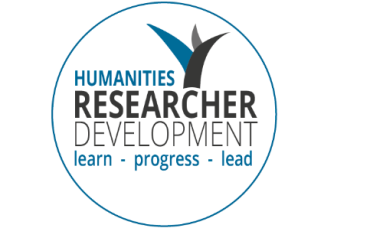 HUMANITIES
RESEARCHER
DEVELOPMENT
learn - progress - lead